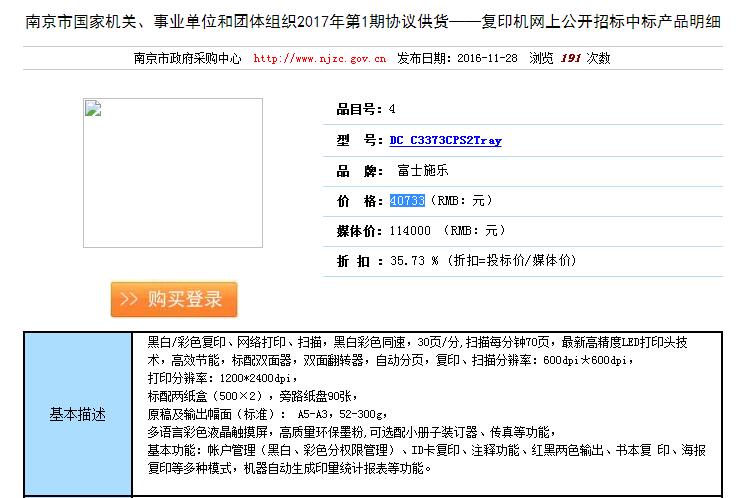 南京市国家机关、事业单位和团体组织2017年第1期协议供货——复印机网上公开招标中标产品明细
南京市政府采购中心 http://www.njzc.gov.cn 发布日期：2016-11-28 浏览 191 次数
品目号：4
型 号：DC C3373CPS2Tray
品 牌： 富士施乐
价 格：40733（RMB：元）
媒体价：114000 （RMB：元）
折 扣 ：35.73 % (折扣=投标价/媒体价)
>> 购买登录
基本描述
黑白/彩色复印、网络打印、扫描，黑白彩色同速，30页/分,扫描每分钟70页，最新高精度LED打印头技
术，高效节能，标配双面器，双面翻转器，自动分页，复印、扫描分辨率：600dpi＊600dpi，
打印分辨率：1200*2400dpi，
标配两纸盒（500×2），旁路纸盘90张，
原稿及输出幅面（标准）： A5-A3，52-300g，
多语言彩色液晶触摸屏，高质量环保墨粉,可选配小册子装订器、传真等功能，
基本功能：帐户管理（黑白、彩色分权限管理）、ID卡复印、注释功能、红黑两色输出、书本复 印、海报
复印等多种模式，机器自动生成印量统计报表等功能。